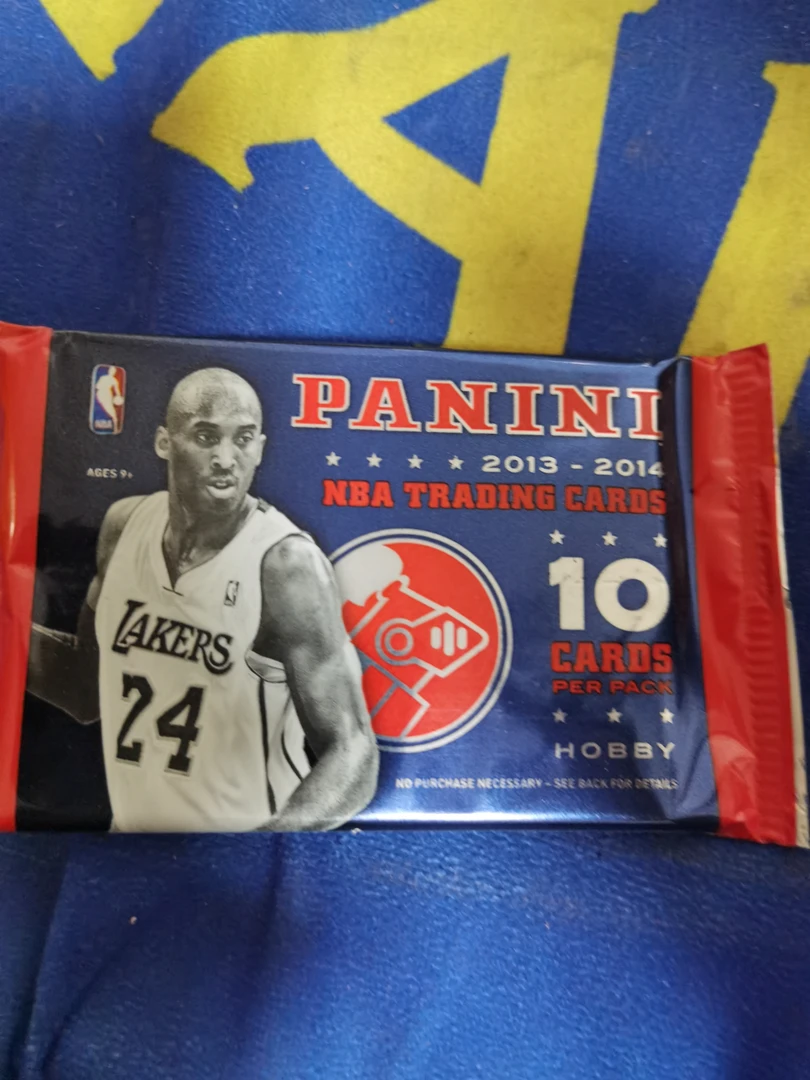 PANINI
NBA
AGES 9+
★ ★ ★ ★ 2013 - 2014
NBA TRADING CARDS
10
CARDS
PER PACK
HOBBY
LAKERS
24
NO PURCHASE NECESSARY - SEE BACK FOR DETAILS